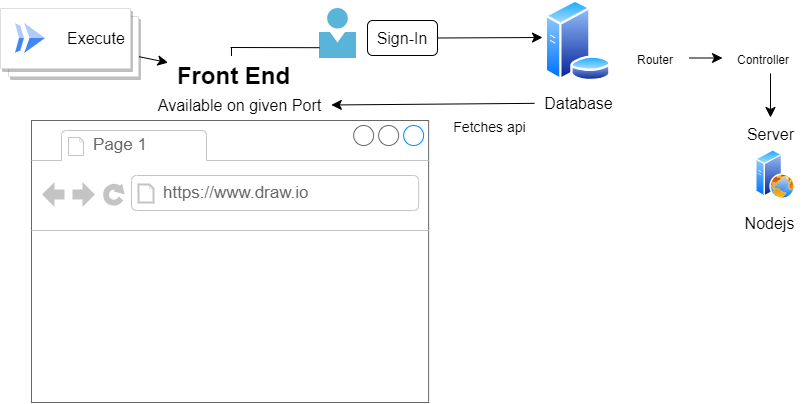 Execute
Sign-In
Front End
Available on given Port
Database
Router
Controller
Fetches api
Server
Nodejs
Page 1
https://www.draw.io